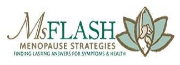 MsFLASH
MENOPAUSE STRATEGIES
FINDING LASTING ANSWERS FOR SYMPTOMS & HEALTH